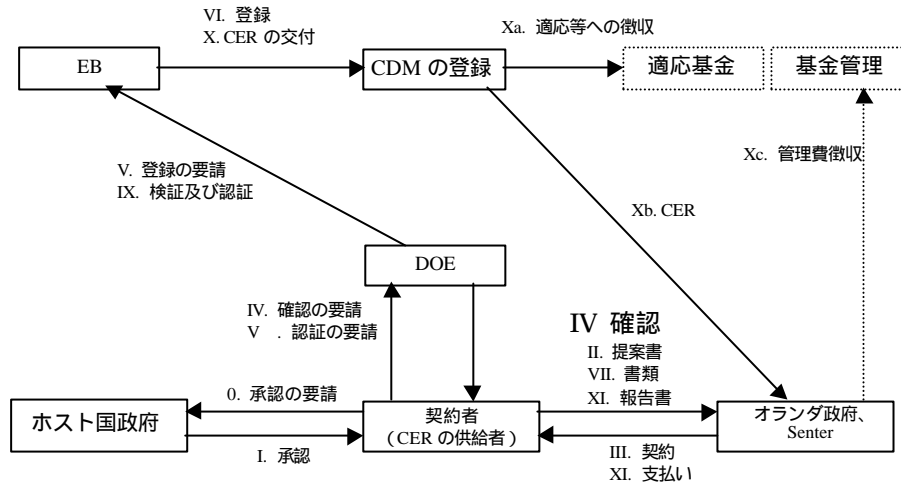 VI. 登録
X. CER の交付
Xa. 適応等への徴収
EB
CDM の登録
適応基金
基金管理
V. 登録の要請
IX. 検証及び認証
Xc. 管理費徴収
Xb. CER
DOE
IV. 確認の要請
V . 認証の要請
IV 確認
II. 提案書
VII. 書類
XI. 報告書
0. 承認の要請
ホスト国政府
契約者
(CER の供給者)
オランダ政府、
Senter
I. 承認
III. 契約
XI. 支払い